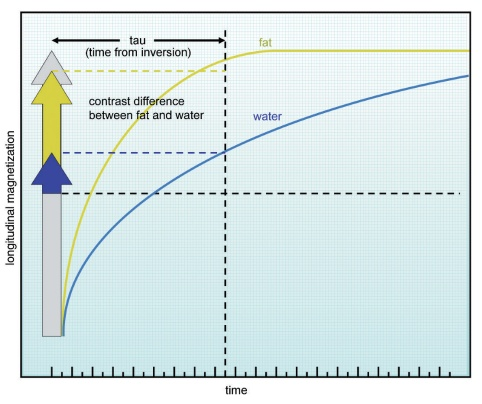 tau
(time from inversion)
fat
contrast difference
between fat and water
water
longitudinal magnetization
time